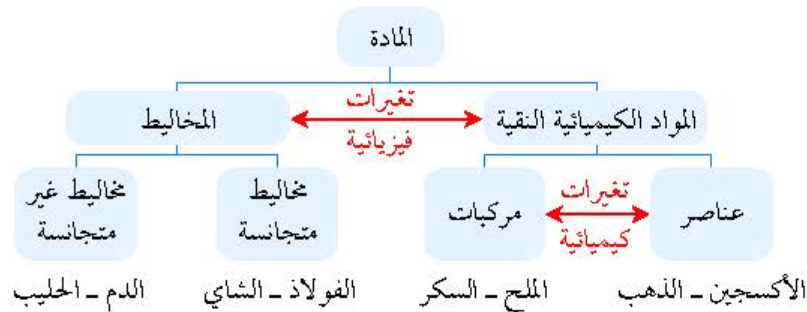 المادة
المواد الكيميائية النقية
تغيرات
فيزيائية
المخاليط
عناصر
تغيرات
كيميائية
مركبات
مخاليط
متجانسة
مخاليط غير
متجانسة
الأكسجين - الذهب
الملح - السكر
الفولاذ - الشاي
الدم - الحليب